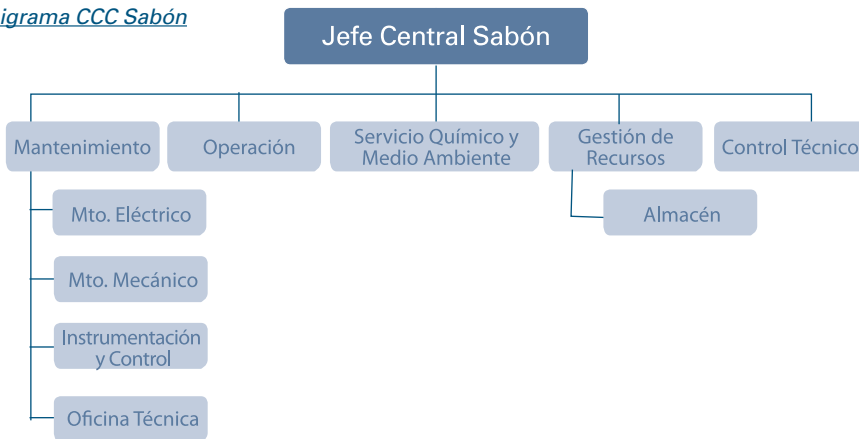 igrama CCC Sabón
Jefe Central Sabón
Mantenimiento
Operación
Servicio Químico y
Medio Ambiente
Gestión de
Recursos
Control Técnico
Mto. Eléctrico
Almacén
Mto. Mecánico
Instrumentación
y Control
Oficina Técnica